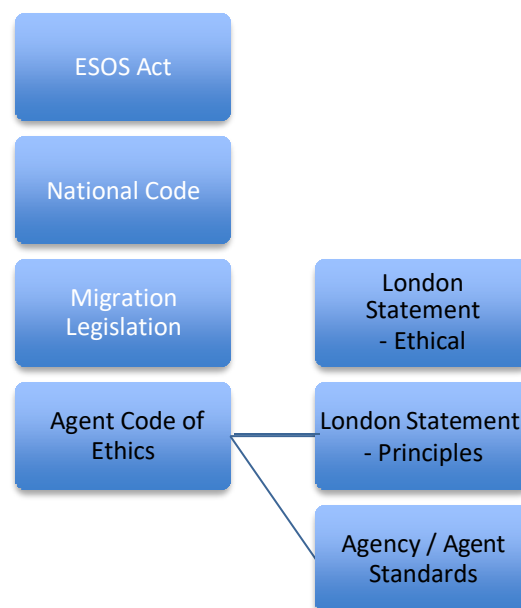 ESOS Act
National Code
Migration
Legislation
Agent Code of
Ethics
London
Statement
- Ethical
London Statement
- Principles
Agency / Agent
Standards